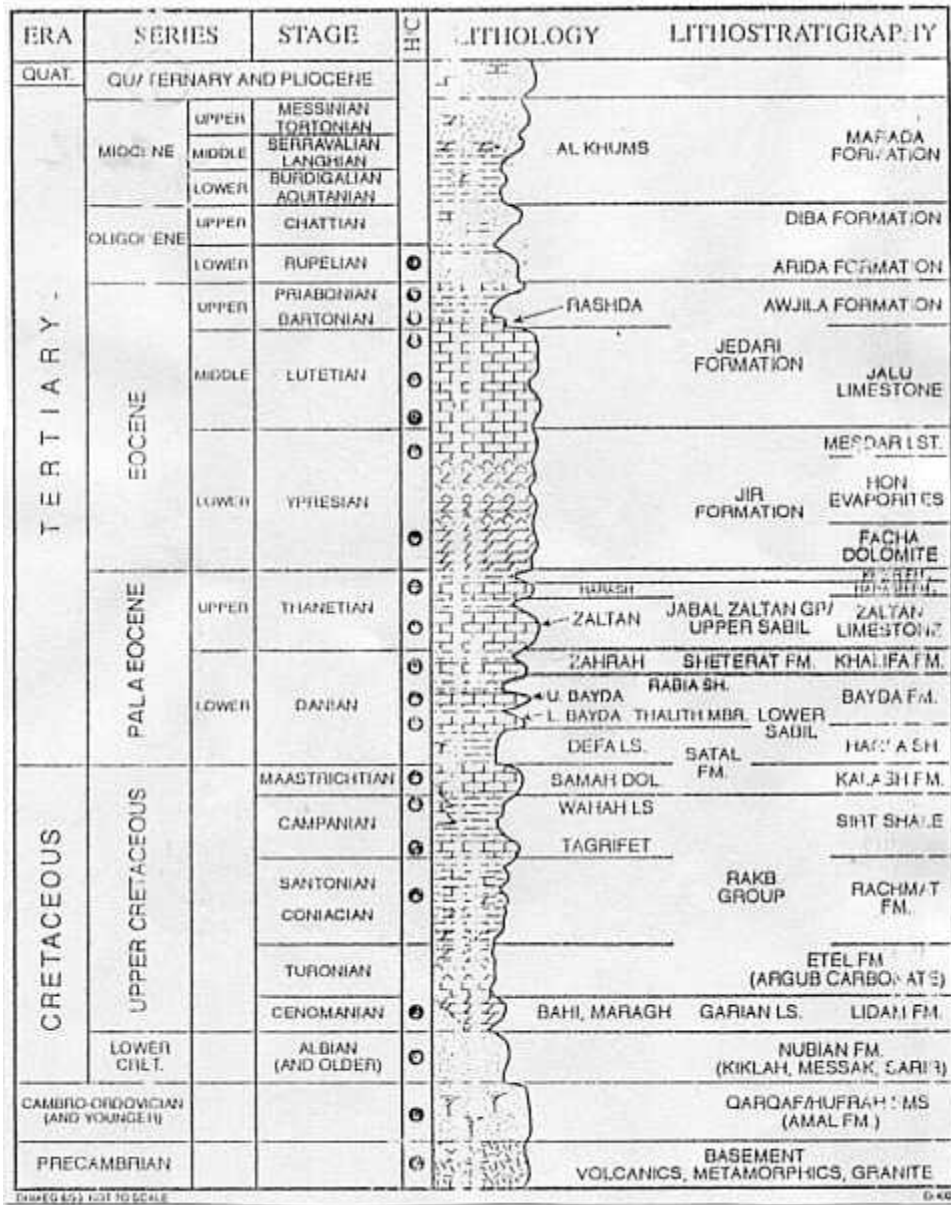 ERA SERIES STAGE HC LITHOLOGY LITHOSTRATIGRAPHY
QUAT. QUATERNARY AND PLIOCENE
TERTIARY
MIOCENE
UPPER
MESSINIAN
TORTONIAN
MIDDLE
SERRAVALIAN
LANGHIAN
AL KHUMS
MARADA
FORMATION
LOWER
BURDIGALIAN
AQUITANIAN
OLIGOCENE
UPPER
CHATTIAN
DIBA FORMATION
LOWER
RUPELIAN
ARIDA FORMATION
EOCENE
UPPER
PRIABONIAN
BARTONIAN
RASHDA
AWJILA FORMATION
MIDDLE
LUTETIAN
JEDARI
FORMATION
JALU
LIMESTONE
LOWER
YPRESIAN
JIR
FORMATION
MESDAR LST.
HON
EVAPORITES
FACHA
DOLOMITE
PALAEOCENE
UPPER
THANETIAN
HARASH
ZALTAN
JABAL ZALTAN GP/
UPPER SABIL
ZALTAN
LIMESTONE
LOWER
DANIAN
ZAHRAH SHETERAT FM. KHALIFA FM.
RABIA SH.
U. BAYDA
BAYDA FM.
L. BAYDA THALITH MBR. LOWER
SABIL
DEFA LS.
SATAL
FM.
SH.
CRETACEOUS
UPPER CRETACEOUS
MAASTRICHTIAN
SAMAH DOL.
KALASH FM.
CAMPANIAN
WAHAH LS
TAGRIFET
SIRT SHALE
SANTONIAN
CONIACIAN
RAKB
GROUP
RACHMAT
FM.
TURONIAN
ETEL FM
(ARGUB CARBONATES)
CENOMANIAN
BAHI, MARAGH GARIAN LS. LIDAM FM.
LOWER
CRET.
ALBIAN
(AND OLDER)
NUBIAN FM.
(KIKLAH, MESSAK, SARIR)
CAMBRO-ORDOVICIAN
(AND YOUNGER)
QARQAF/HUFRAH FMS
(AMAL FM.)
PRECAMBRIAN
BASEMENT
VOLCANICS, METAMORPHICS, GRANITE
NOT TO SCALE